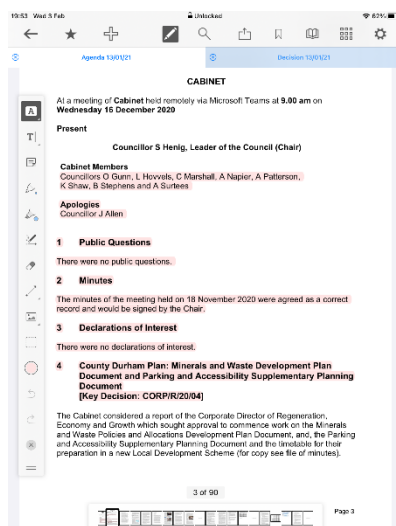 19:53 Wed 3 Feb
Unlocked
62%
Agenda 13/01/21
Decision 13/01/21
CABINET
At a meeting of Cabinet held remotely via Microsoft Teams at 9.00 am on
Wednesday 16 December 2020
Present
Councillor S Henig, Leader of the Council (Chair)
Cabinet Members
Councillors O Gunn, L Hovvels, C Marshall, A Napier, A Patterson,
K Shaw, B Stephens and A Surtees
Apologies
Councillor J Allen
1 Public Questions
There were no public questions.
2 Minutes
The minutes of the meeting held on 18 November 2020 were agreed as a correct
record and would be signed by the Chair.
3 Declarations of Interest
There were no declarations of interest.
4 County Durham Plan: Minerals and Waste Development Plan
Document and Parking and Accessibility Supplementary Planning
Document
[Key Decision: CORP/R/20/04]
The Cabinet considered a report of the Corporate Director of Regeneration,
Economy and Growth which sought approval to commence work on the Minerals
and Waste Policies and Allocations Development Plan Document, and, the Parking
and Accessibility Supplementary Planning Document and the timetable for their
preparation in a new Local Development Scheme (for copy see file of minutes).
3 of 90
Page 3